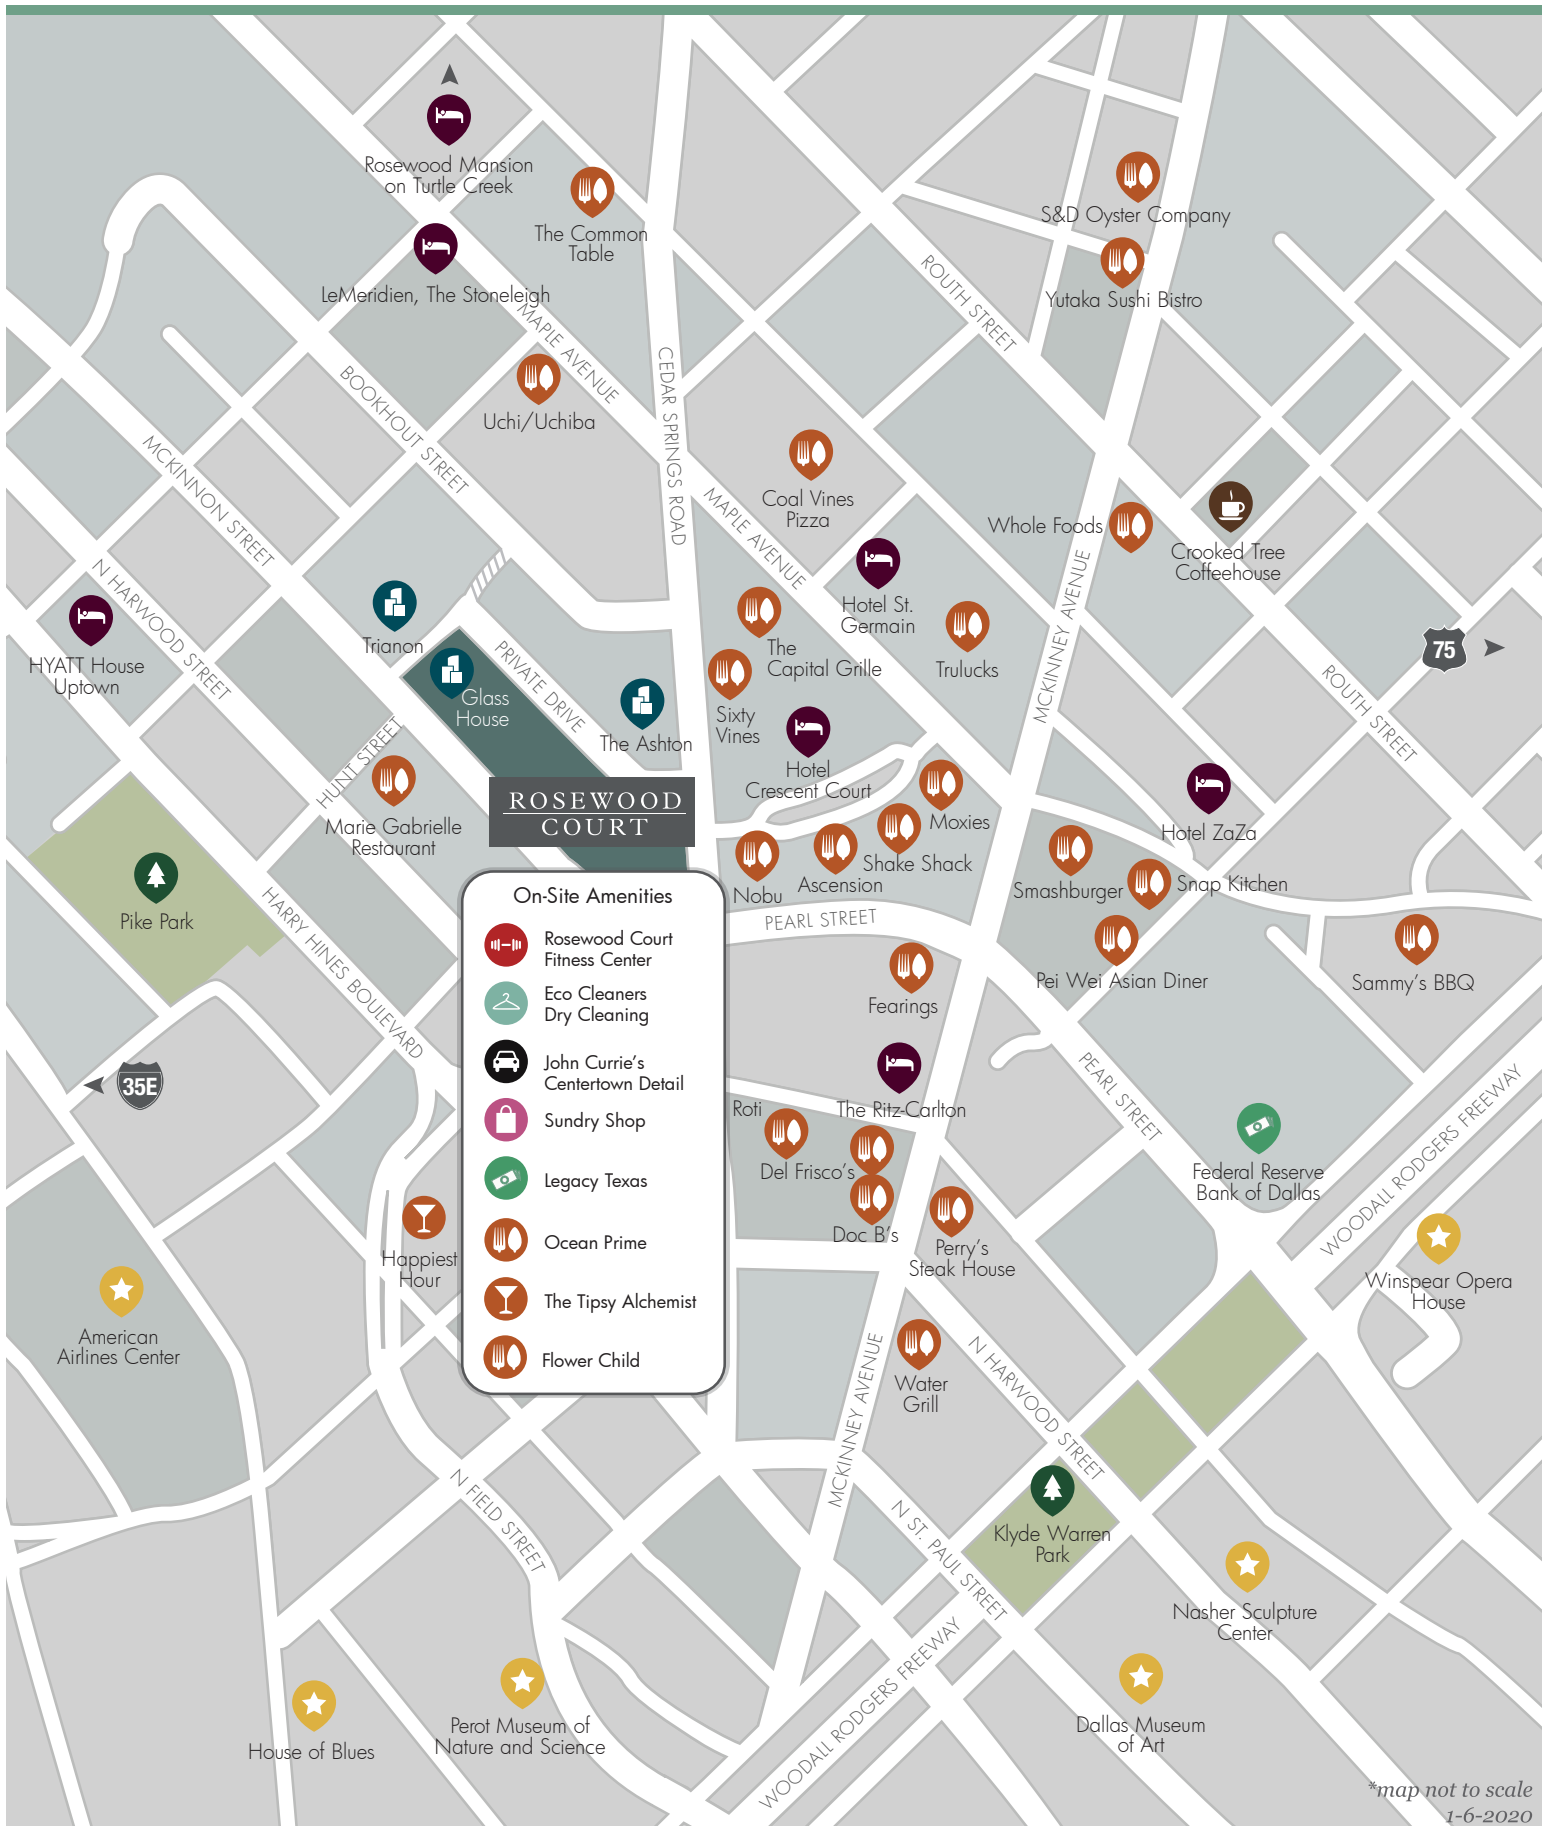 Rosewood Mansion
on Turtle Creek
The Common
Table
S&D Oyster Company
LeMeridien, The Stoneleigh
Yutaka Sushi Bistro
ROUTH STREET
MAPLE AVENUE
CEDAR SPRINGS ROAD
BOOKHOUT STREET
Uchi/Uchiba
MCKINNON STREET
Coal Vines
Pizza
MAPLE AVENUE
Whole Foods
Crooked Tree
Coffeehouse
N HARWOOD STREET
MCKINNEY AVENUE
Hotel St.
Germain
Trianon
HYATT House
Uptown
The
Capital Grille
Trulucks
75
PRIVATE DRIVE
Glass
House
Sixty
Vines
The Ashton
ROUTH STREET
HUNT STREET
Hotel
Crescent Court
Marie Gabrielle
Restaurant
ROSEWOOD
COURT
Moxies
Hotel ZaZa
Shake Shack
Ascension
Nobu
Smashburger
Snap Kitchen
Pike Park
PEARL STREET
HARRY HINES BOULEVARD
On-Site Amenities
Rosewood Court
Fitness Center
Eco Cleaners
Dry Cleaning
John Currie's
Centertown Detail
Sundry Shop
Legacy Texas
Ocean Prime
The Tipsy Alchemist
Flower Child
Pei Wei Asian Diner
Sammy's BBQ
Fearings
35E
PEARL STREET
The Ritz-Carlton
Roti
Del Frisco's
Doc B's
Federal Reserve
Bank of Dallas
WOODALL RODGERS FREEWAY
Perry's
Steak House
Happiest
Hour
Winspear Opera
House
American
Airlines Center
MCKINNEY AVENUE
N HARWOOD STREET
Water
Grill
N FIELD STREET
N ST. PAUL STREET
Klyde Warren
Park
Nasher Sculpture
Center
WOODALL RODGERS FREEWAY
House of Blues
Perot Museum of
Nature and Science
Dallas Museum
of Art
*map not to scale
1-6-2020